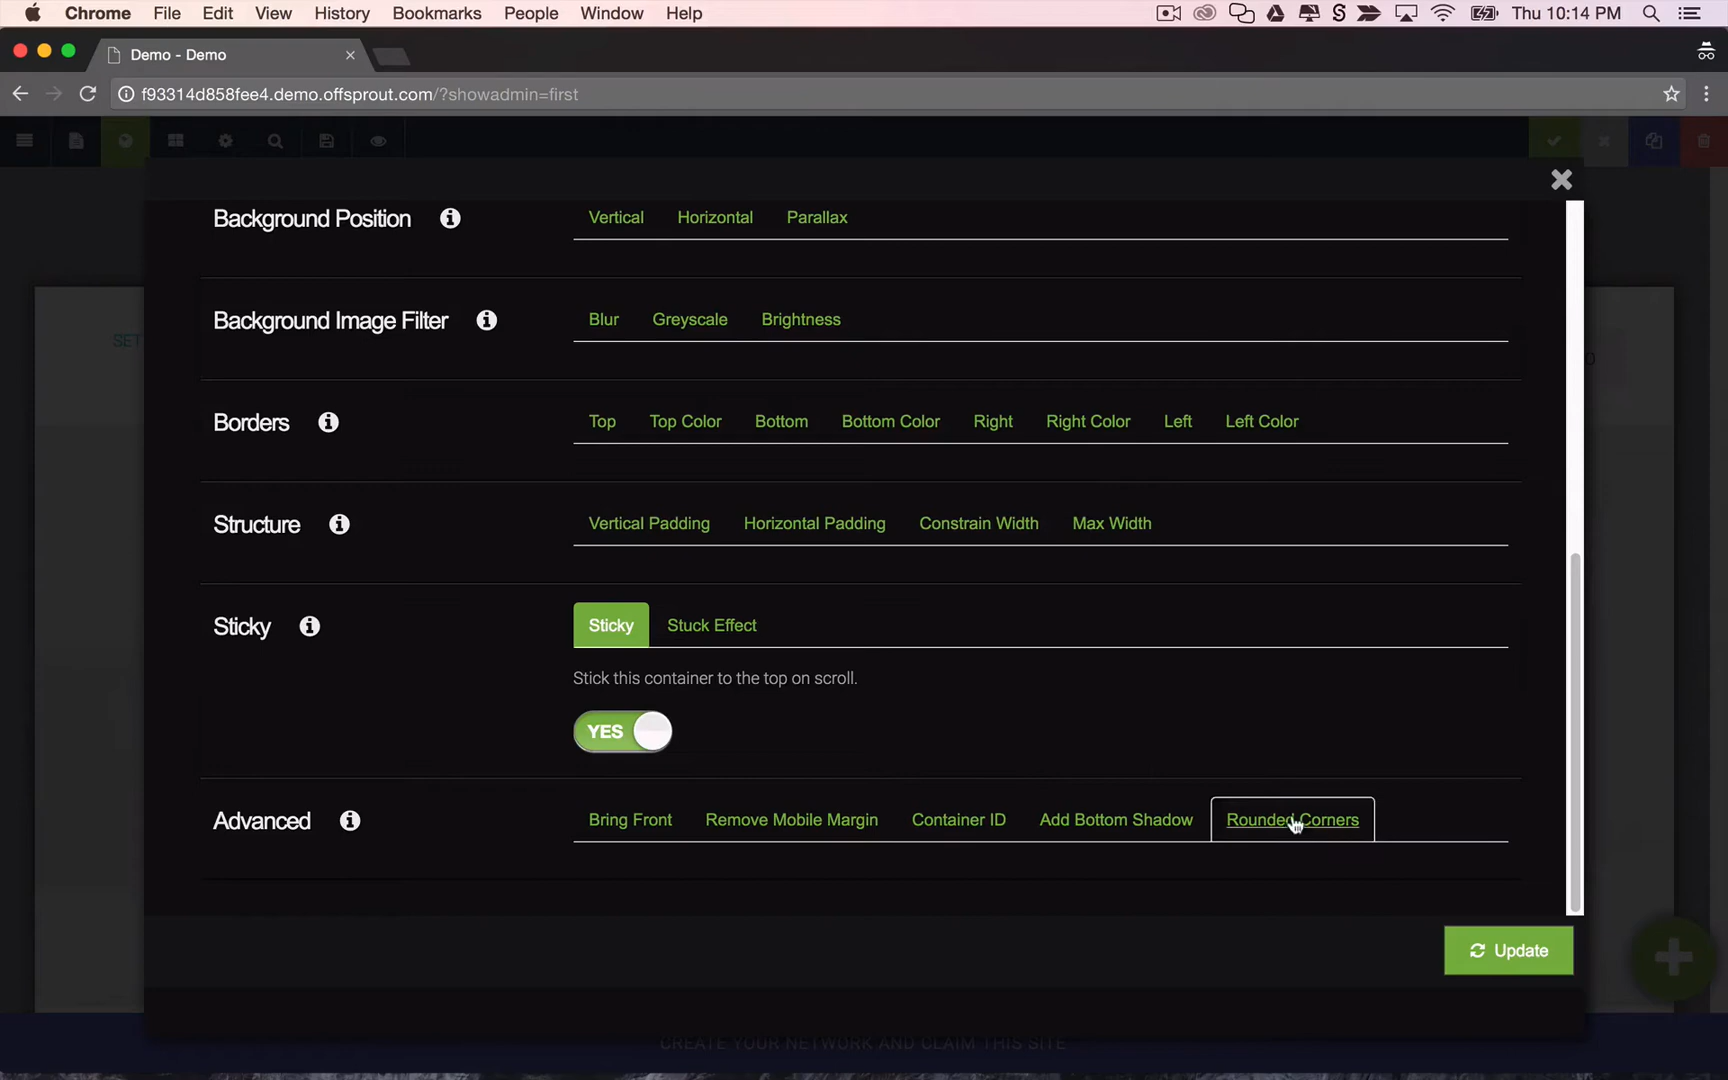 Chrome File Edit View History Bookmarks People Window Help Thu 10:14 PM
Demo - Demo
f93314d858fee4.demo.offsprout.com/?showadmin=first
Background Position Vertical Horizontal Parallax
Background Image Filter Blur Greyscale Brightness
SET
Borders Top Top Color Bottom Bottom Color Right Right Color Left Left Color
Structure Vertical Padding Horizontal Padding Constrain Width Max Width
Sticky Sticky Stuck Effect
Stick this container to the top on scroll.
YES
Advanced Bring Front Remove Mobile Margin Container ID Add Bottom Shadow Rounded Corners
Update
CREATE YOUR NETWORK AND CLAIM THIS SITE